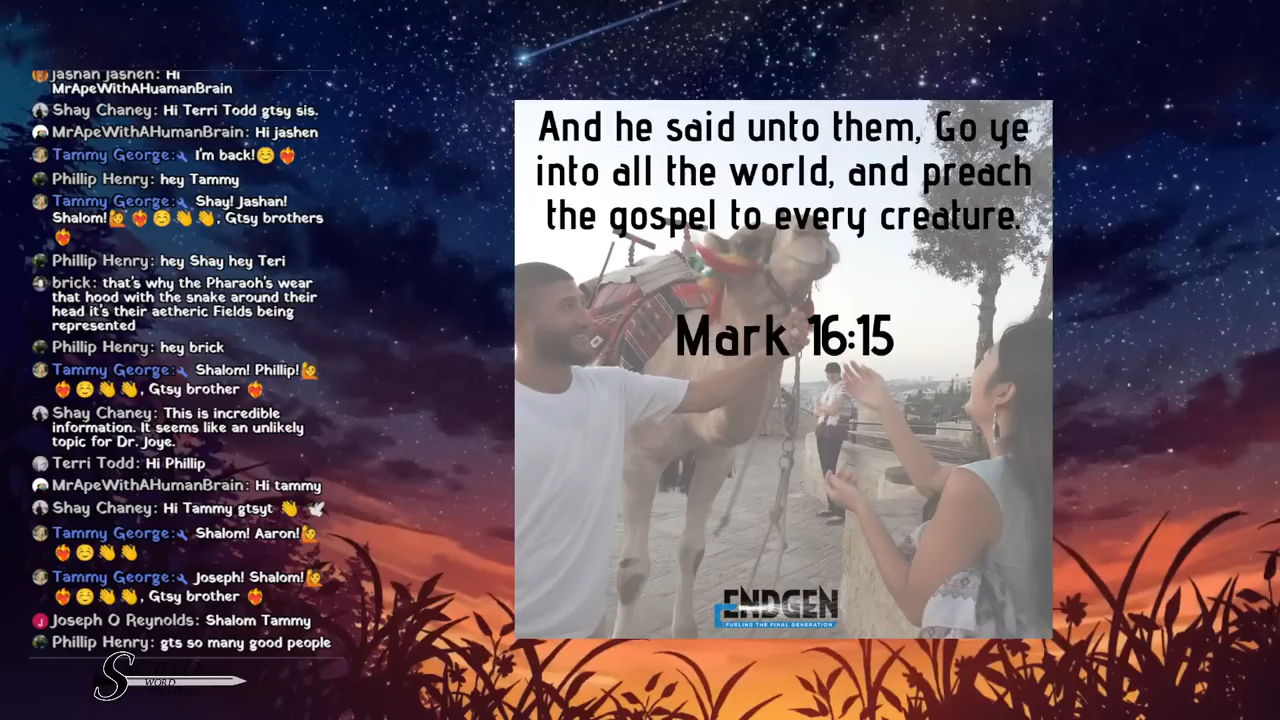 Jashan Jashen: Hi
MrApeWithAHuamanBrain
Shay Chaney: Hi Terri Todd gtsy sis.
MrApeWithAHumanBrain: Hi jashen
Tammy George: I'm back!☺️ ❤️‍🔥
Phillip Henry: hey Tammy
Tammy George: Shay! Jashan!
Shalom!🙋❤️‍🔥☺️👋👋, Gtsy brothers
❤️‍🔥
Phillip Henry: hey Shay hey Teri
brick: that's why the Pharaoh's wear
that hood with the snake around their
head it's their aetheric Fields being
represented
Phillip Henry: hey brick
Tammy George: Shalom! Phillip!🙋
❤️‍🔥☺️👋👋, Gtsy brother ❤️‍🔥
Shay Chaney: This is incredible
information. It seems like an unlikely
topic for Dr. Joye.
Terri Todd: Hi Phillip
MrApeWithAHumanBrain: Hi tammy
Shay Chaney: Hi Tammy gtsyt 👋 🕊️
Tammy George: Shalom! Aaron!🙋
❤️‍🔥☺️👋👋
Tammy George: Joseph! Shalom!🙋
❤️‍🔥☺️👋👋, Gtsy brother ❤️‍🔥
J
Joseph O Reynolds: Shalom Tammy
Phillip Henry: gts so many good people
SWORD
And he said unto them, Go ye
into all the world, and preach
the gospel to every creature.
Mark 16:15
ENDGEN
FUELING THE FINAL GENERATION